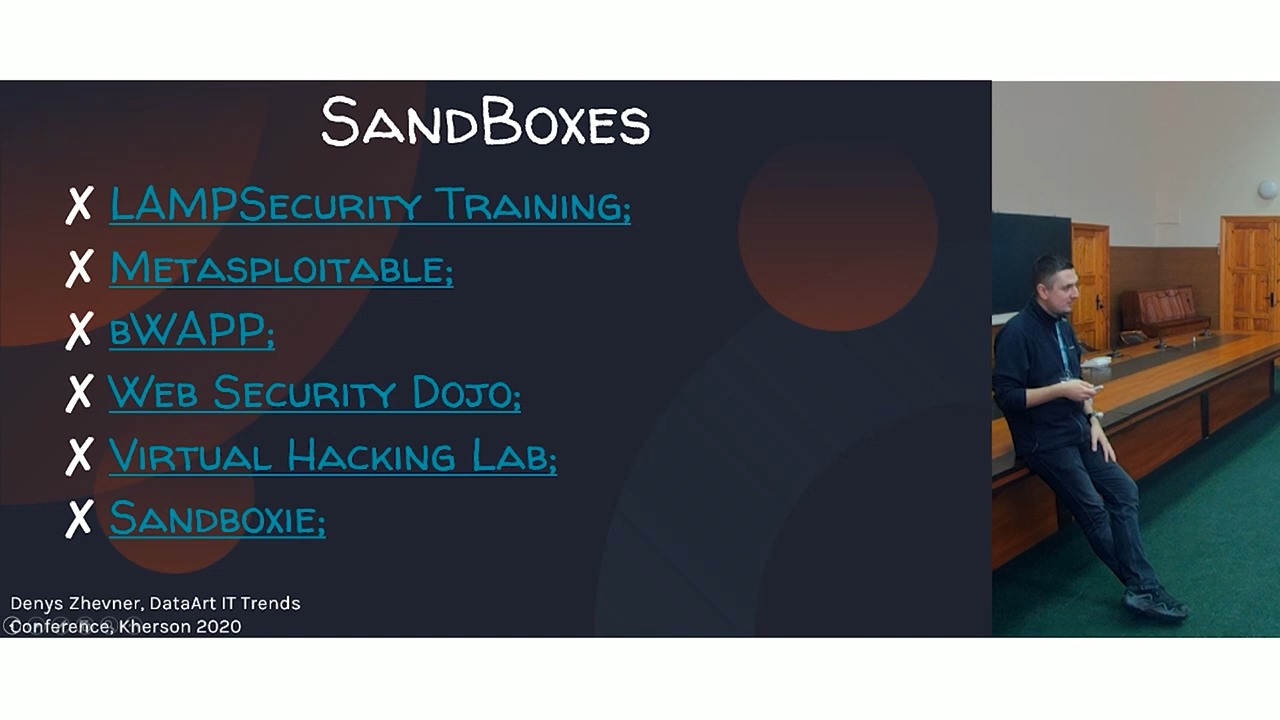 SandBoxes
✗ LAMPSecurity Training;
✗ Metasploitable;
✗ bWAPP;
✗ Web Security Dojo;
✗ Virtual Hacking Lab;
✗ Sandboxie;
Denys Zhevner, DataArt IT Trends
Conference, Kherson 2020